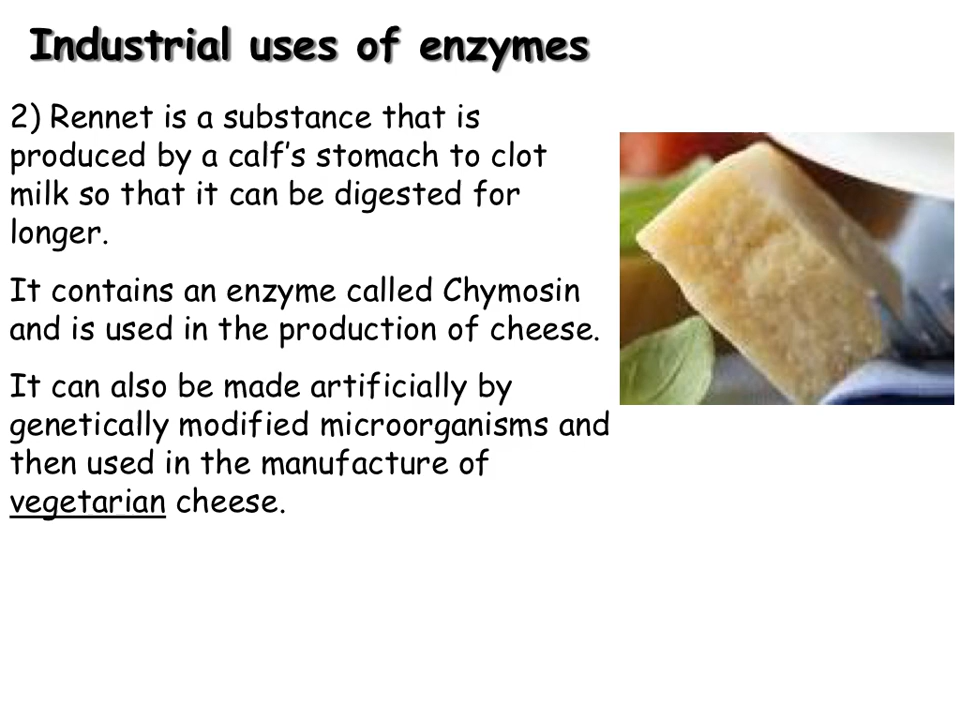 Industrial uses of enzymes
2) Rennet is a substance that is
produced by a calf’s stomach to clot
milk so that it can be digested for
longer.
It contains an enzyme called Chymosin
and is used in the production of cheese.
It can also be made artificially by
genetically modified microorganisms and
then used in the manufacture of
vegetarian cheese.